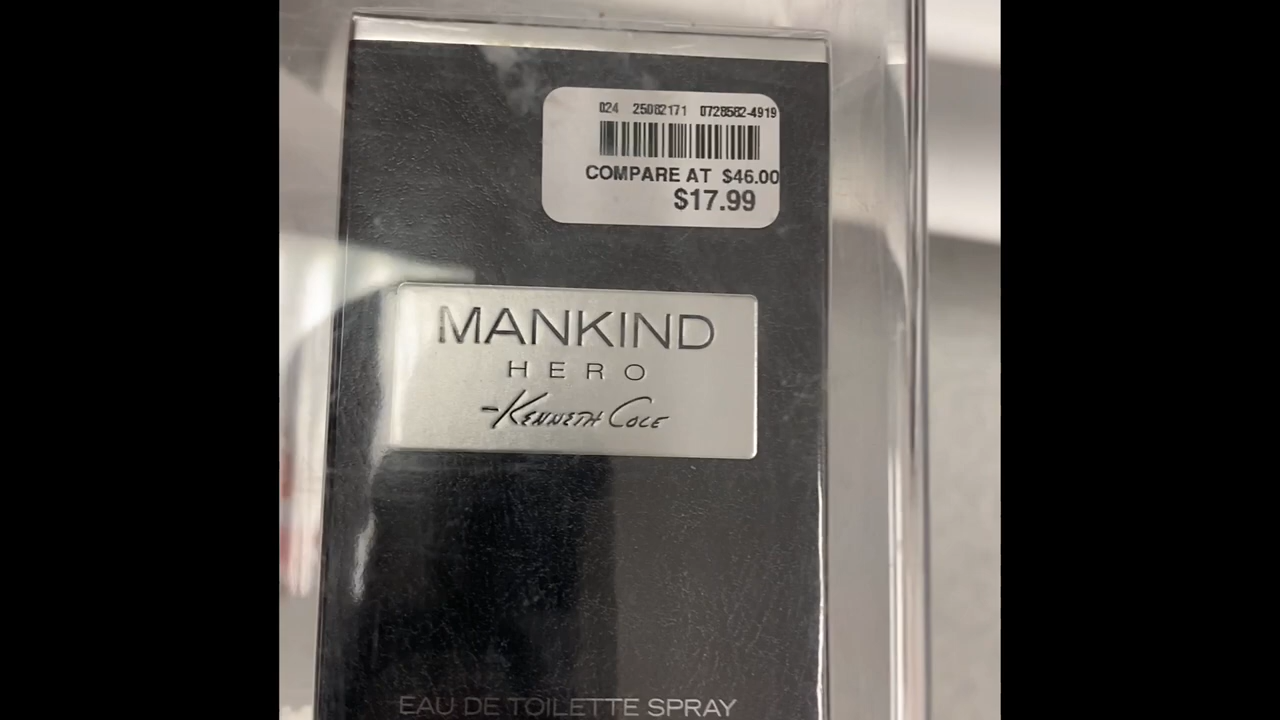 024 25082171 0728582-4919
COMPARE AT $46.00
$17.99
MANKIND
HERO
-KENNETH COLE
EAU DE TOILETTE SPRAY